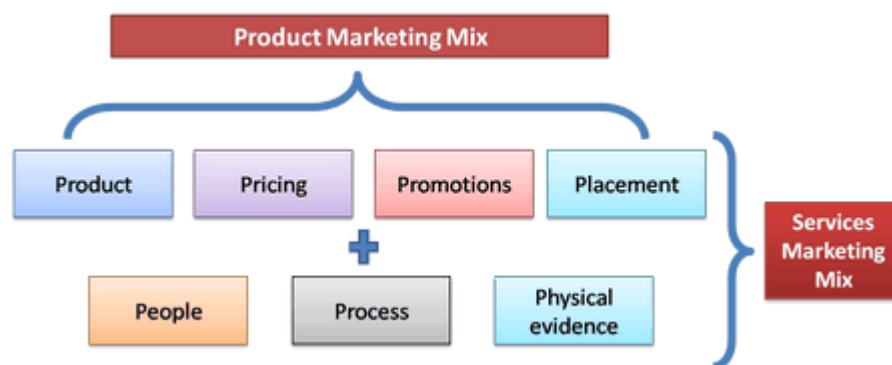 Product Marketing Mix
Product
Pricing
Promotions
Placement
People
Process
Physical
evidence
Services
Marketing
Mix